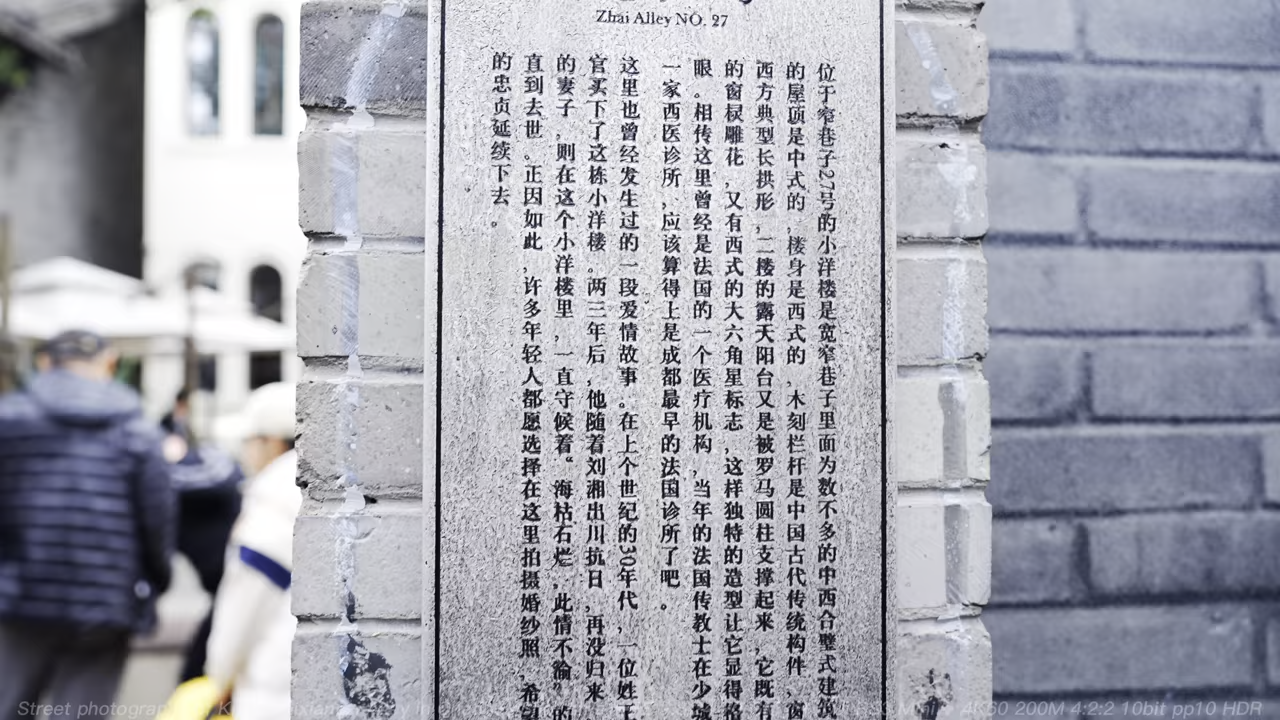 Zhai Alley NO. 27
位于窄巷子27号的小洋楼是宽窄巷子里面为数不多的中西合璧式建筑
的屋顶是中式的，楼身是西式的，木刻栏杆是中国古代传统构件，窗
西方典型长拱形，二楼的露天阳台又是被罗马圆柱支撑起来，它既有
的窗棂雕花，又有西式的大六角星标志，这样独特的造型让它显得格
眼。相传这里曾经是法国的一个医疗机构，当年的法国传教士在少城
一家西医诊所，应该算得上是成都最早的法国诊所了吧。
这里也曾经发生过的一段爱情故事。在上个世纪的30年代，一位姓
官买下了这栋小洋楼。两三年后，他随着刘湘出川抗日，再没归来
的妻子，则在这个小洋楼里，一直守候着“海枯石烂，此情不渝”的
直到去世。正因如此，许多年轻人都愿选择在这里拍摄婚纱照，希
的忠贞延续下去。
Street photography
4K50 200M 4:2:2 10bit pp10 HDR